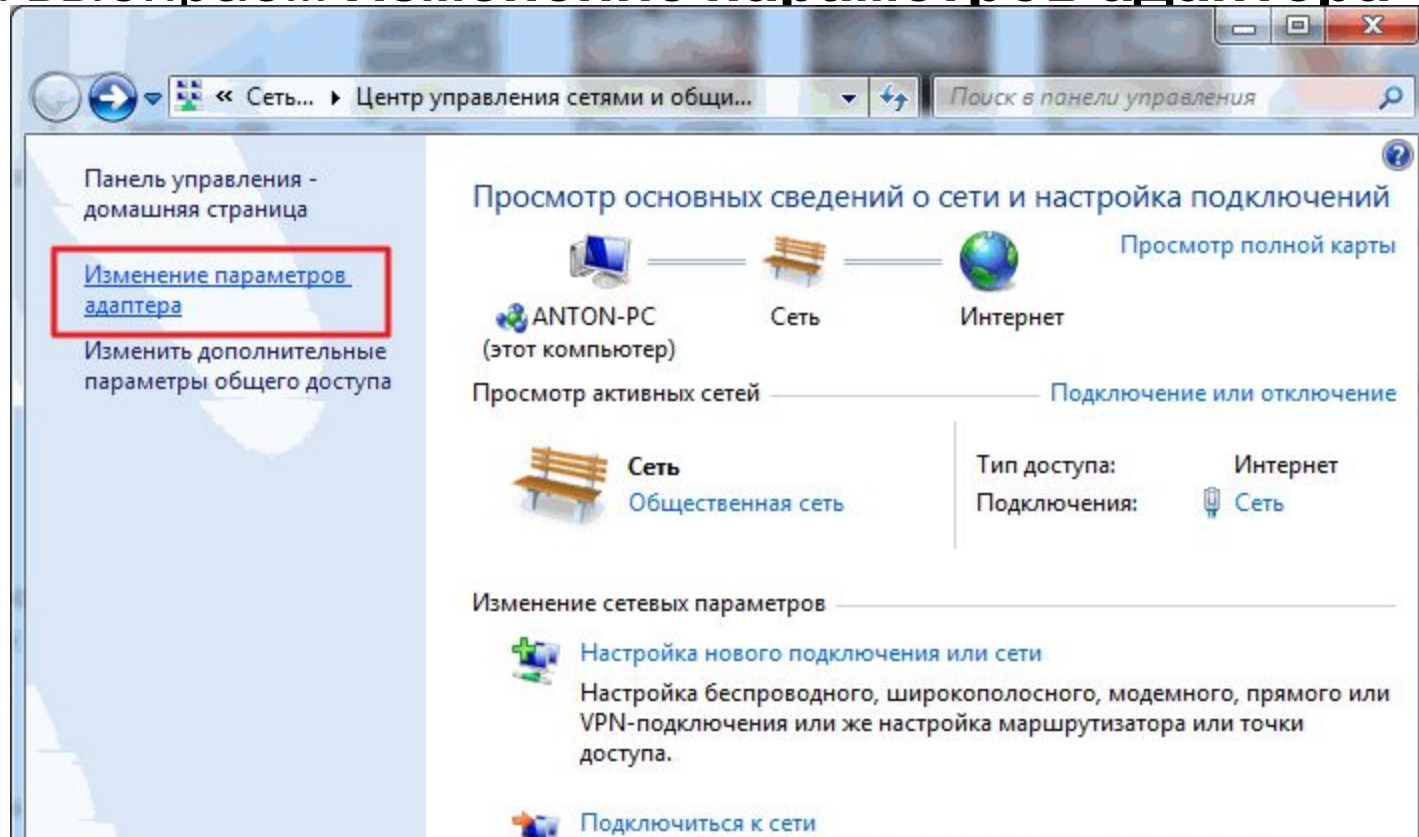 Сеть... Центр управления сетями и общи...
Поиск в панели управления
Панель управления -
домашняя страница
Изменение параметров
адаптера
Изменить дополнительные
параметры общего доступа
Просмотр основных сведений о сети и настройка подключений
Просмотр полной карты
ANTON-PC
(этот компьютер)
Сеть
Интернет
Просмотр активных сетей
Подключение или отключение
Сеть
Общественная сеть
Тип доступа: Интернет
Подключения: Сеть
Изменение сетевых параметров
Настройка нового подключения или сети
Настройка беспроводного, широкополосного, модемного, прямого или
VPN-подключения или же настройка маршрутизатора или точки
доступа.
Подключиться к сети